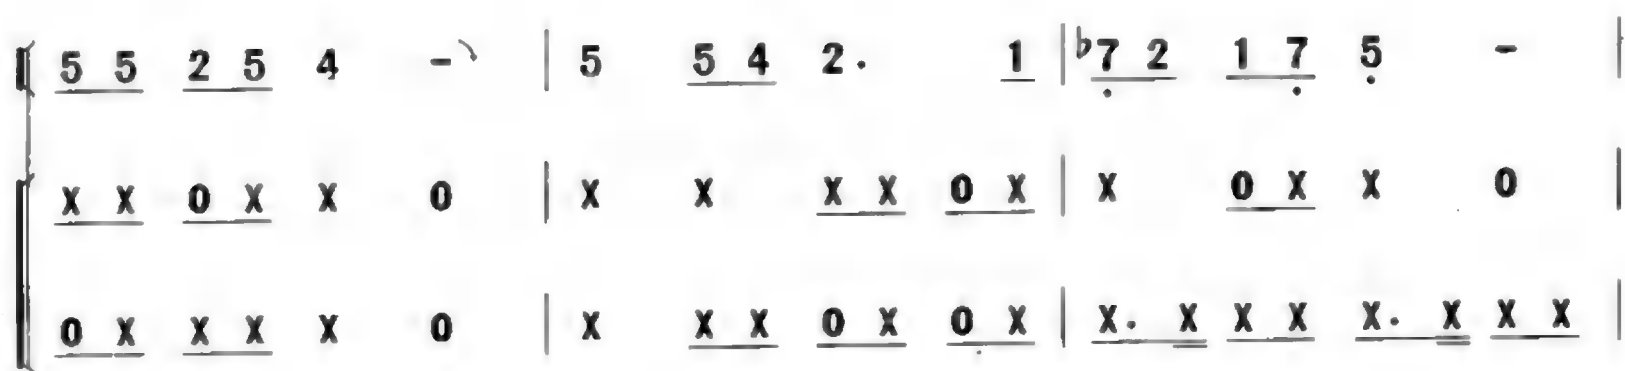 5 5 2 5 4 - | 5 5 4 2. 1 | ♭7 2 1 7 5 - |
X X 0 X X 0 | X X X X 0 X | X 0 X X 0 |
0 X X X X 0 | X X X 0 X 0 X | X. X X X X. X X X |